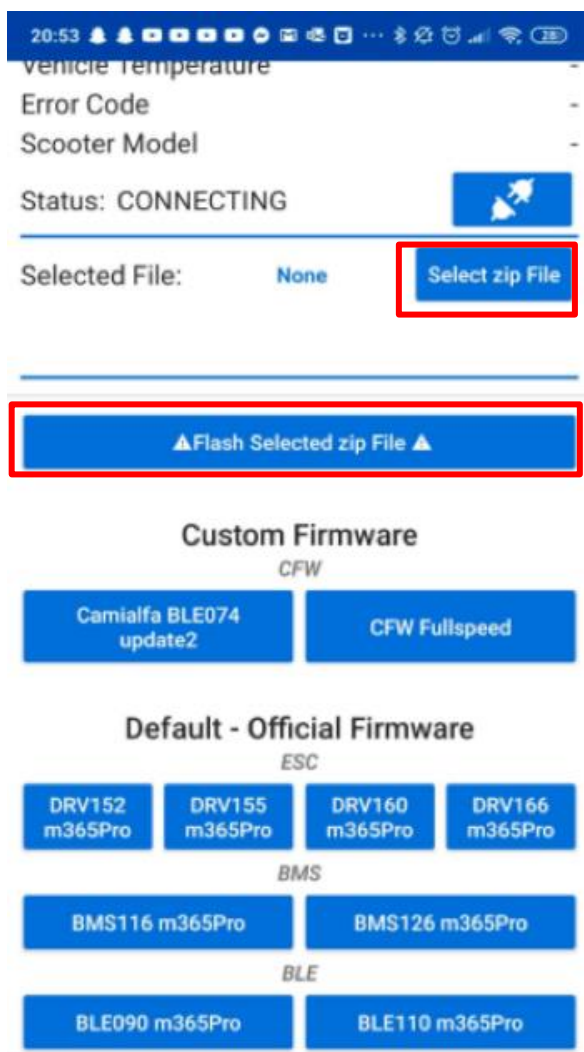 20:53
28
Vehicle Temperature -
Error Code -
Scooter Model -
Status: CONNECTING
Selected File: None Select zip File
⚠Flash Selected zip File ⚠
Custom Firmware
CFW
Camialfa BLE074
update2
CFW Fullspeed
Default - Official Firmware
ESC
DRV152
m365Pro
DRV155
m365Pro
DRV160
m365Pro
DRV166
m365Pro
BMS
BMS116 m365Pro BMS126 m365Pro
BLE
BLE090 m365Pro BLE110 m365Pro